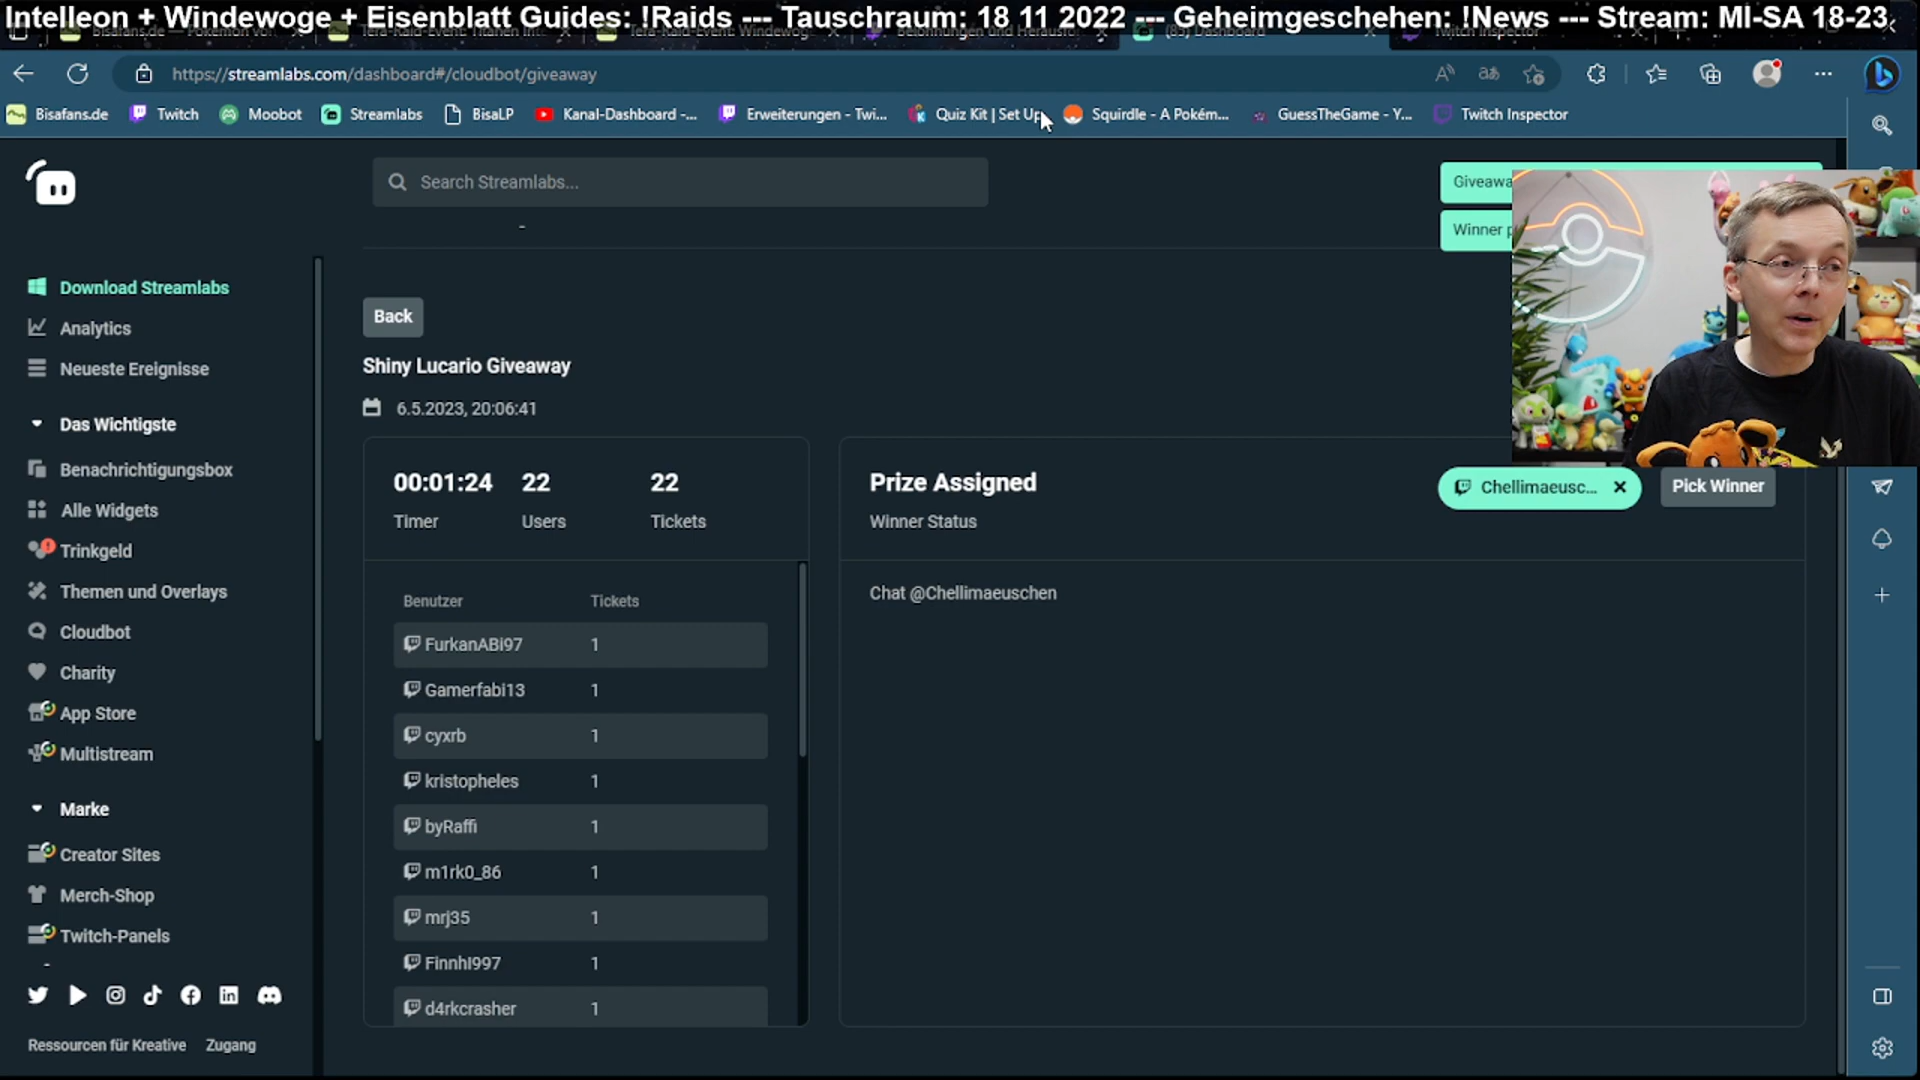 Intelleon + Windewoge + Eisenblatt Guides: !Raids --- Tauschraum: 18 11 2022 --- Geheimgeschehen: !News --- Stream: MI-SA 18-23
Dashboard
Twitch Inspector
https://streamlabs.com/dashboard#/cloudbot/giveaway
Bisafans.de
Twitch
Moobot
Streamlabs
BisaLP
Kanal-Dashboard -...
Erweiterungen - Twi...
Quiz Kit | Set Up
Squirdle - A Pokém...
GuessTheGame - Y...
Twitch Inspector
Search Streamlabs...
Giveawa
Winner p
Download Streamlabs
Analytics
Neueste Ereignisse
Das Wichtigste
Benachrichtigungsbox
Alle Widgets
Trinkgeld
Themen und Overlays
Cloudbot
Charity
App Store
Multistream
Marke
Creator Sites
Merch-Shop
Twitch-Panels
Ressourcen für Kreative Zugang
Back
Shiny Lucario Giveaway
6.5.2023, 20:06:41
00:01:24 22 22
Timer Users Tickets
Benutzer Tickets
FurkanABi97 1
Gamerfabi13 1
cyxrb 1
kristopheles 1
byRaffi 1
m1rk0_86 1
mrj35 1
Finnhl997 1
d4rkcrasher 1
Prize Assigned
Winner Status
Chellimaeusc...
Pick Winner
Chat @Chellimaeuschen